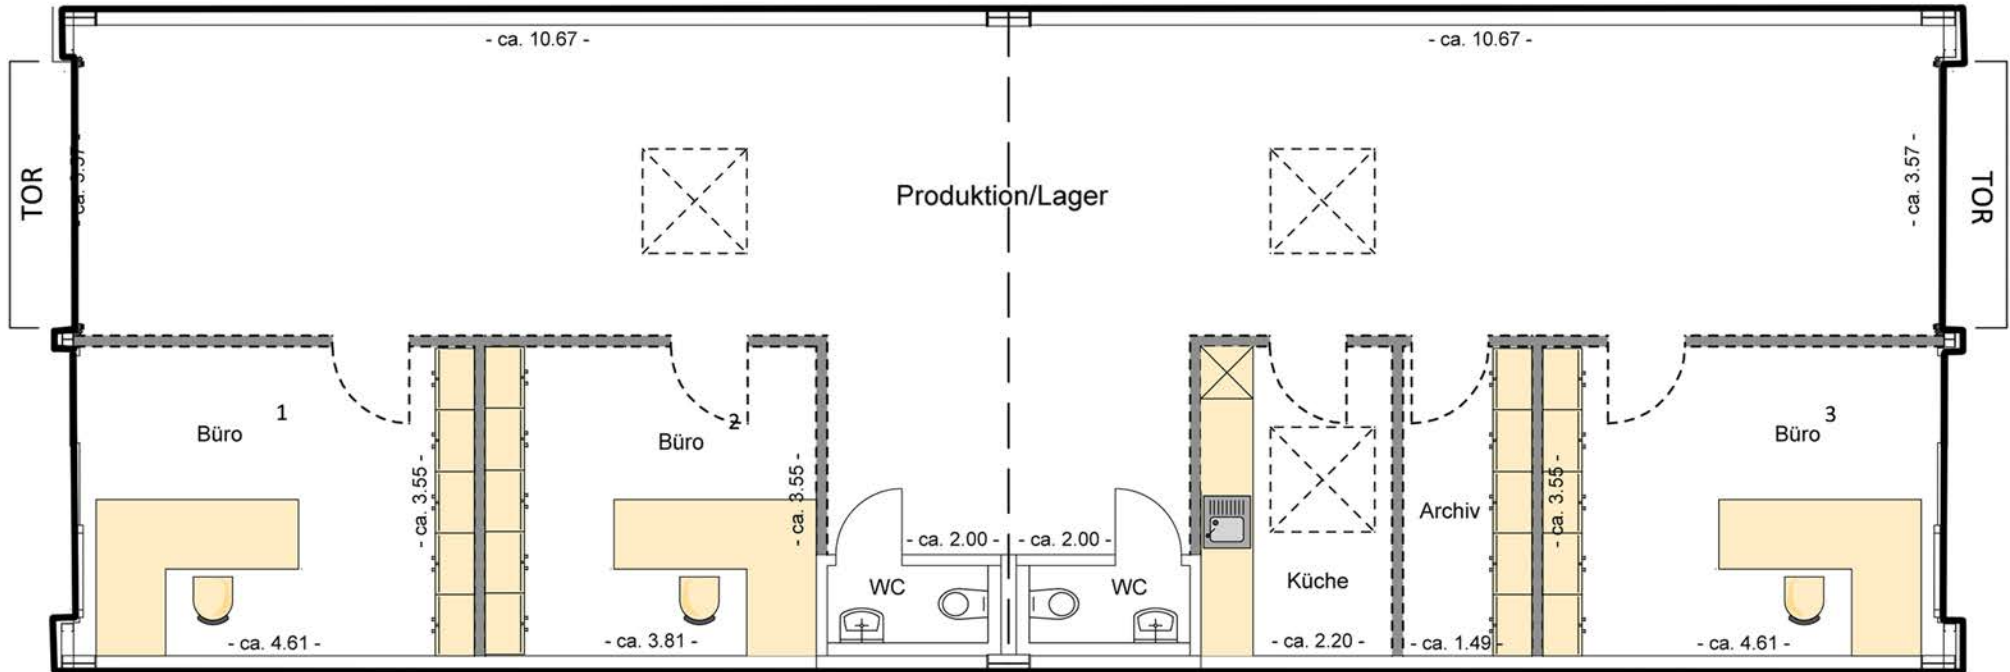 - ca. 10.67 -
- ca. 10.67 -
TOR
- ca. 3.57 -
Produktion/Lager
- ca. 3.57 -
TOR
1
Büro
- ca. 3.55 -
2
Büro
- ca. 3.55 -
- ca. 2.00 -
- ca. 2.00 -
WC
WC
Küche
Archiv
- ca. 3.55 -
3
Büro
- ca. 4.61 -
- ca. 3.81 -
- ca. 2.20 -
- ca. 1.49 -
- ca. 4.61 -